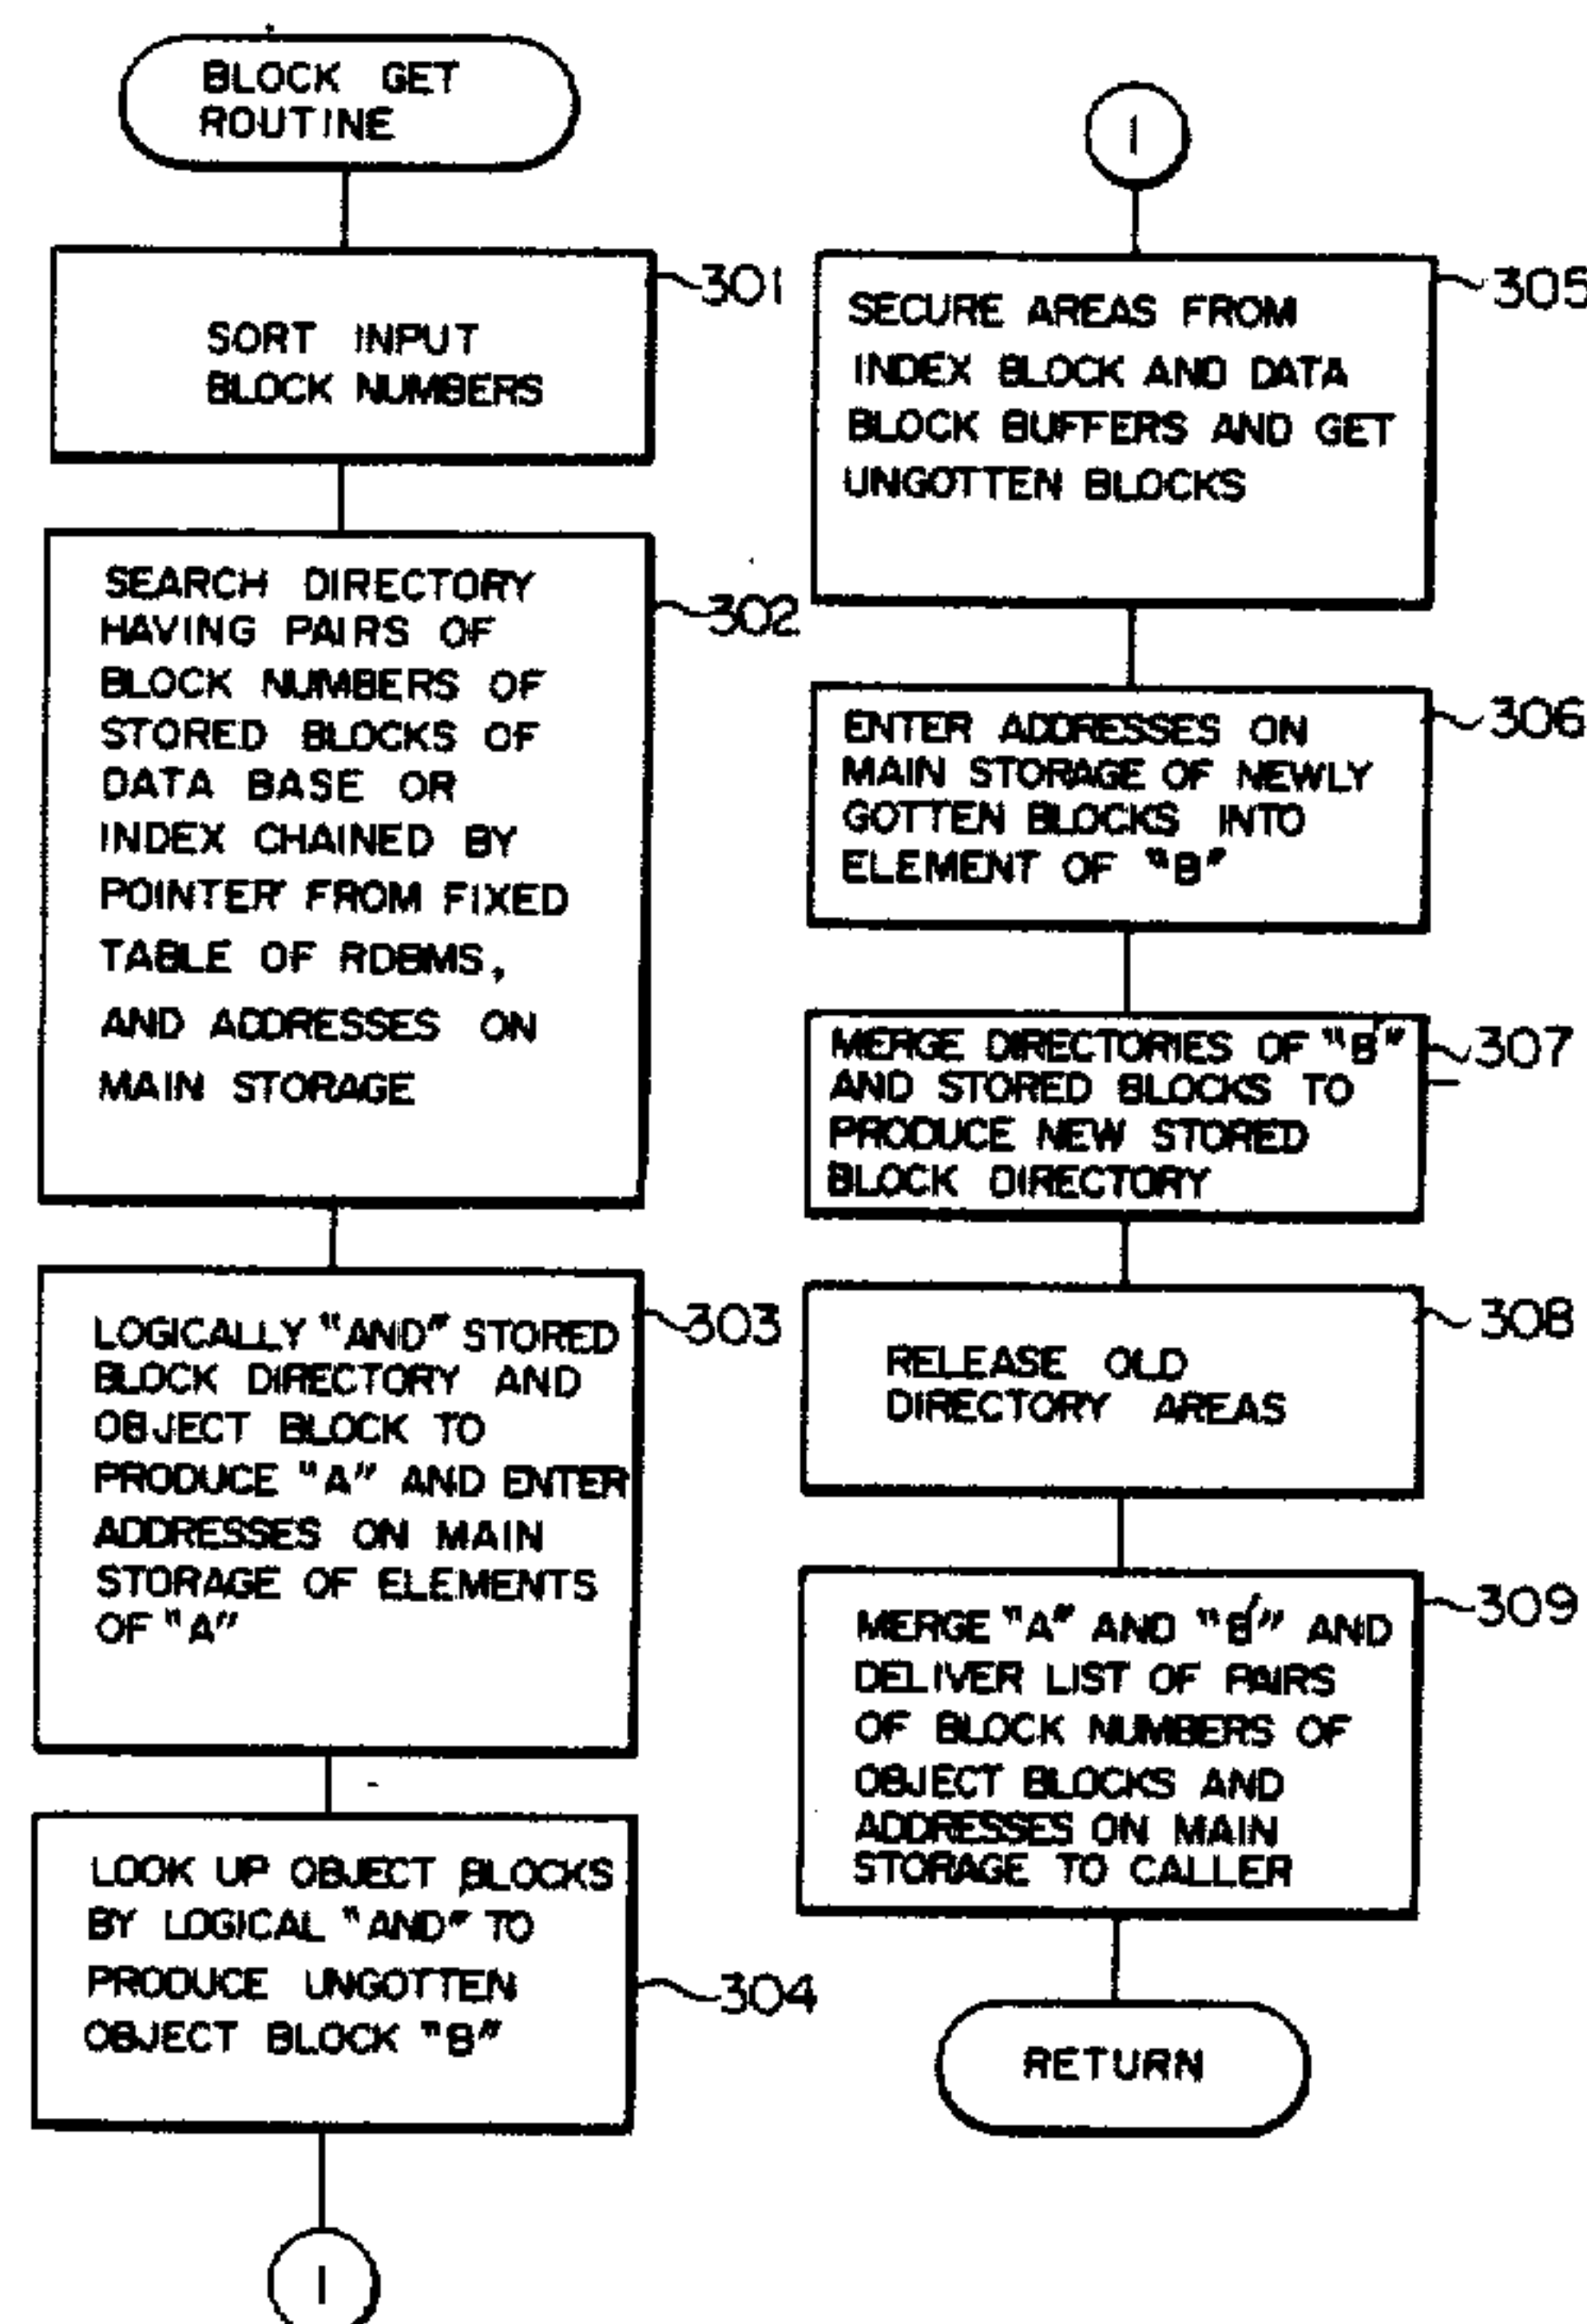 BLOCK GET
ROUTINE
301
SORT INPUT
BLOCK NUMBERS
302
SEARCH DIRECTORY
HAVING PAIRS OF
BLOCK NUMBERS OF
STORED BLOCKS OF
DATA BASE OR
INDEX CHAINED BY
POINTER FROM FIXED
TABLE OF RDBMS,
AND ADDRESSES ON
MAIN STORAGE
303
LOGICALLY "AND" STORED
BLOCK DIRECTORY AND
OBJECT BLOCK TO
PRODUCE "A" AND ENTER
ADDRESSES ON MAIN
STORAGE OF ELEMENTS
OF "A"
LOOK UP OBJECT BLOCKS
BY LOGICAL "AND" TO
PRODUCE UNGOTTEN
OBJECT BLOCK "B"
304
1
1
305
SECURE AREAS FROM
INDEX BLOCK AND DATA
BLOCK BUFFERS AND GET
UNGOTTEN BLOCKS
306
ENTER ADDRESSES ON
MAIN STORAGE OF NEWLY
GOTTEN BLOCKS INTO
ELEMENT OF "B"
307
MERGE DIRECTORIES OF "B'"
AND STORED BLOCKS TO
PRODUCE NEW STORED
BLOCK DIRECTORY
308
RELEASE OLD
DIRECTORY AREAS
309
MERGE "A" AND "B'" AND
DELIVER LIST OF PAIRS
OF BLOCK NUMBERS OF
OBJECT BLOCKS AND
ADDRESSES ON MAIN
STORAGE TO CALLER
RETURN